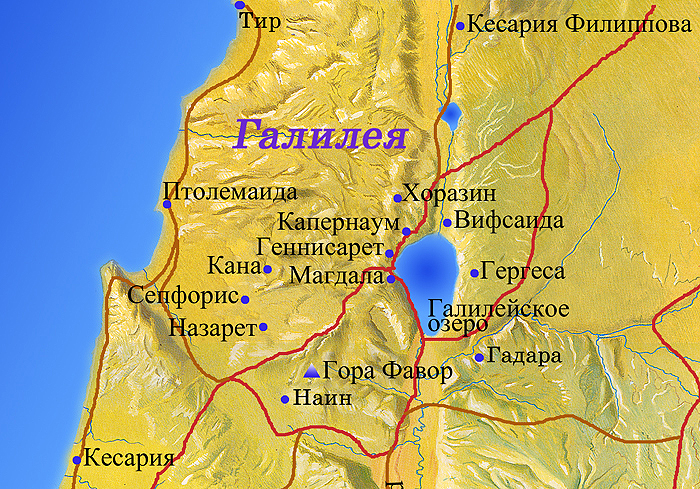 Тир
Кесария Филиппова
Галилея
Птолемаида
Хоразин
Капернаум
Вифсаида
Геннисарет
Кана
Магдала
Гергеса
Сепфорис
Галилейское
озеро
Назарет
Гадара
Гора Фавор
Наин
Кесария